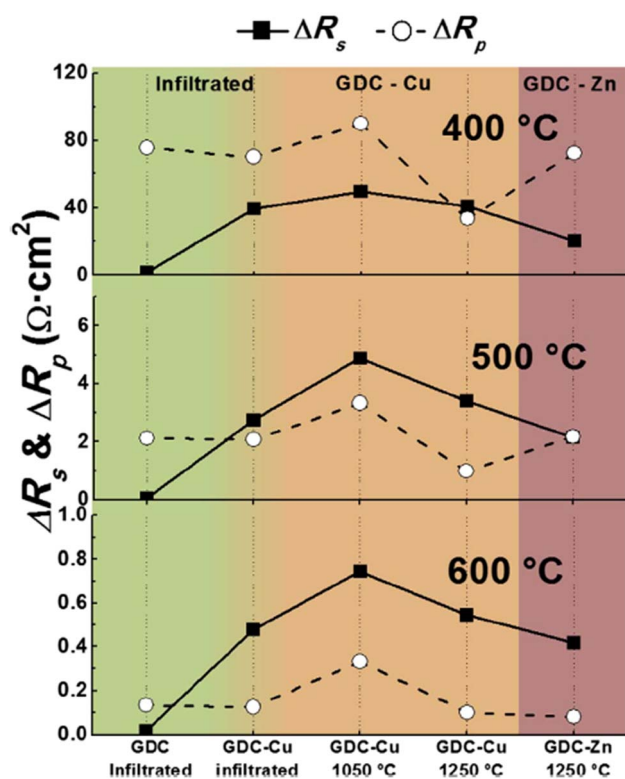 ΔRs ΔRp
Infiltrated GDC - Cu GDC - Zn
ΔRs & ΔRp (Ω·cm²)
120
80
40
0
400 °C
6
4
2
0
500 °C
1.0
0.8
0.6
0.4
0.2
0.0
600 °C
GDC GDC-Cu GDC-Cu GDC-Cu GDC-Zn
Infiltrated infiltrated 1050 °C 1250 °C 1250 °C